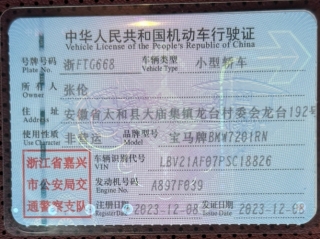 中华人民共和国机动车行驶证
Vehicle License of the People's Republic of China
号牌号码 浙FTG668 车辆类型 小型轿车
Plate No. Vehicle Type
所有人 张伦
Owner
住址 安徽省太和县大庙集镇龙台村委会龙台192号
Address
使用性质 非营运 品牌型号 宝马牌BMW7201RN
Use Character Model
浙江省嘉兴
市公安局交
通警察支队
车辆识别代号 LBV21AF07PSC18826
VIN
发动机号码 A897F039
Engine No.
注册日期 2023-12-08 发证日期 2023-12-08
Register Date Issue Date